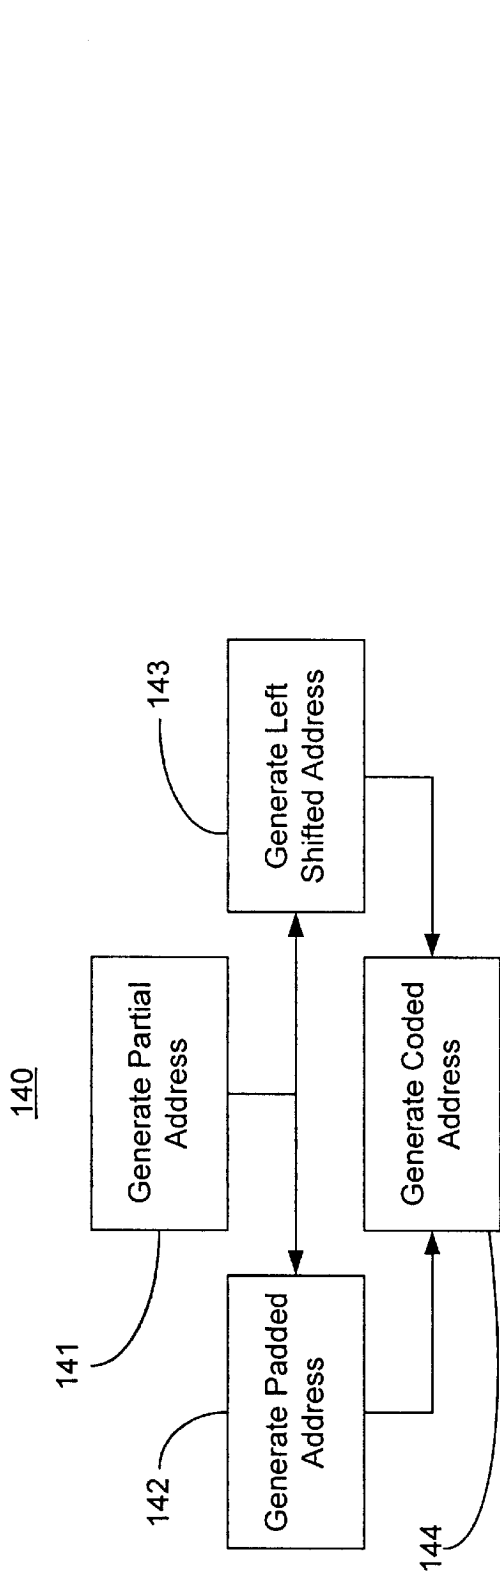 140
141
Generate Partial
Address
142
Generate Padded
Address
143
Generate Left
Shifted Address
144
Generate Coded
Address